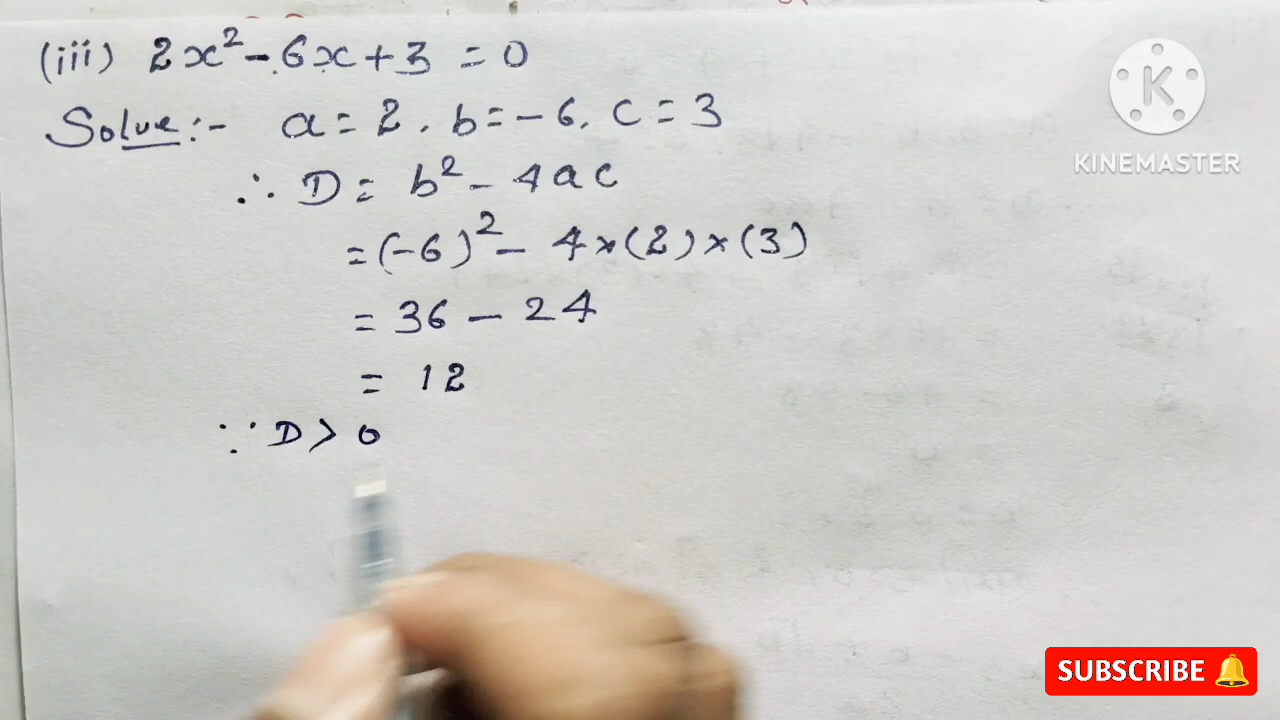 (iii) 2x² - 6x + 3 = 0
Solve :- a = 2, b = -6, c = 3
∴ D = b² - 4ac
= (-6)² - 4×(2)×(3)
= 36 - 24
= 12
∵ D > 0
K
KINEMASTER
SUBSCRIBE